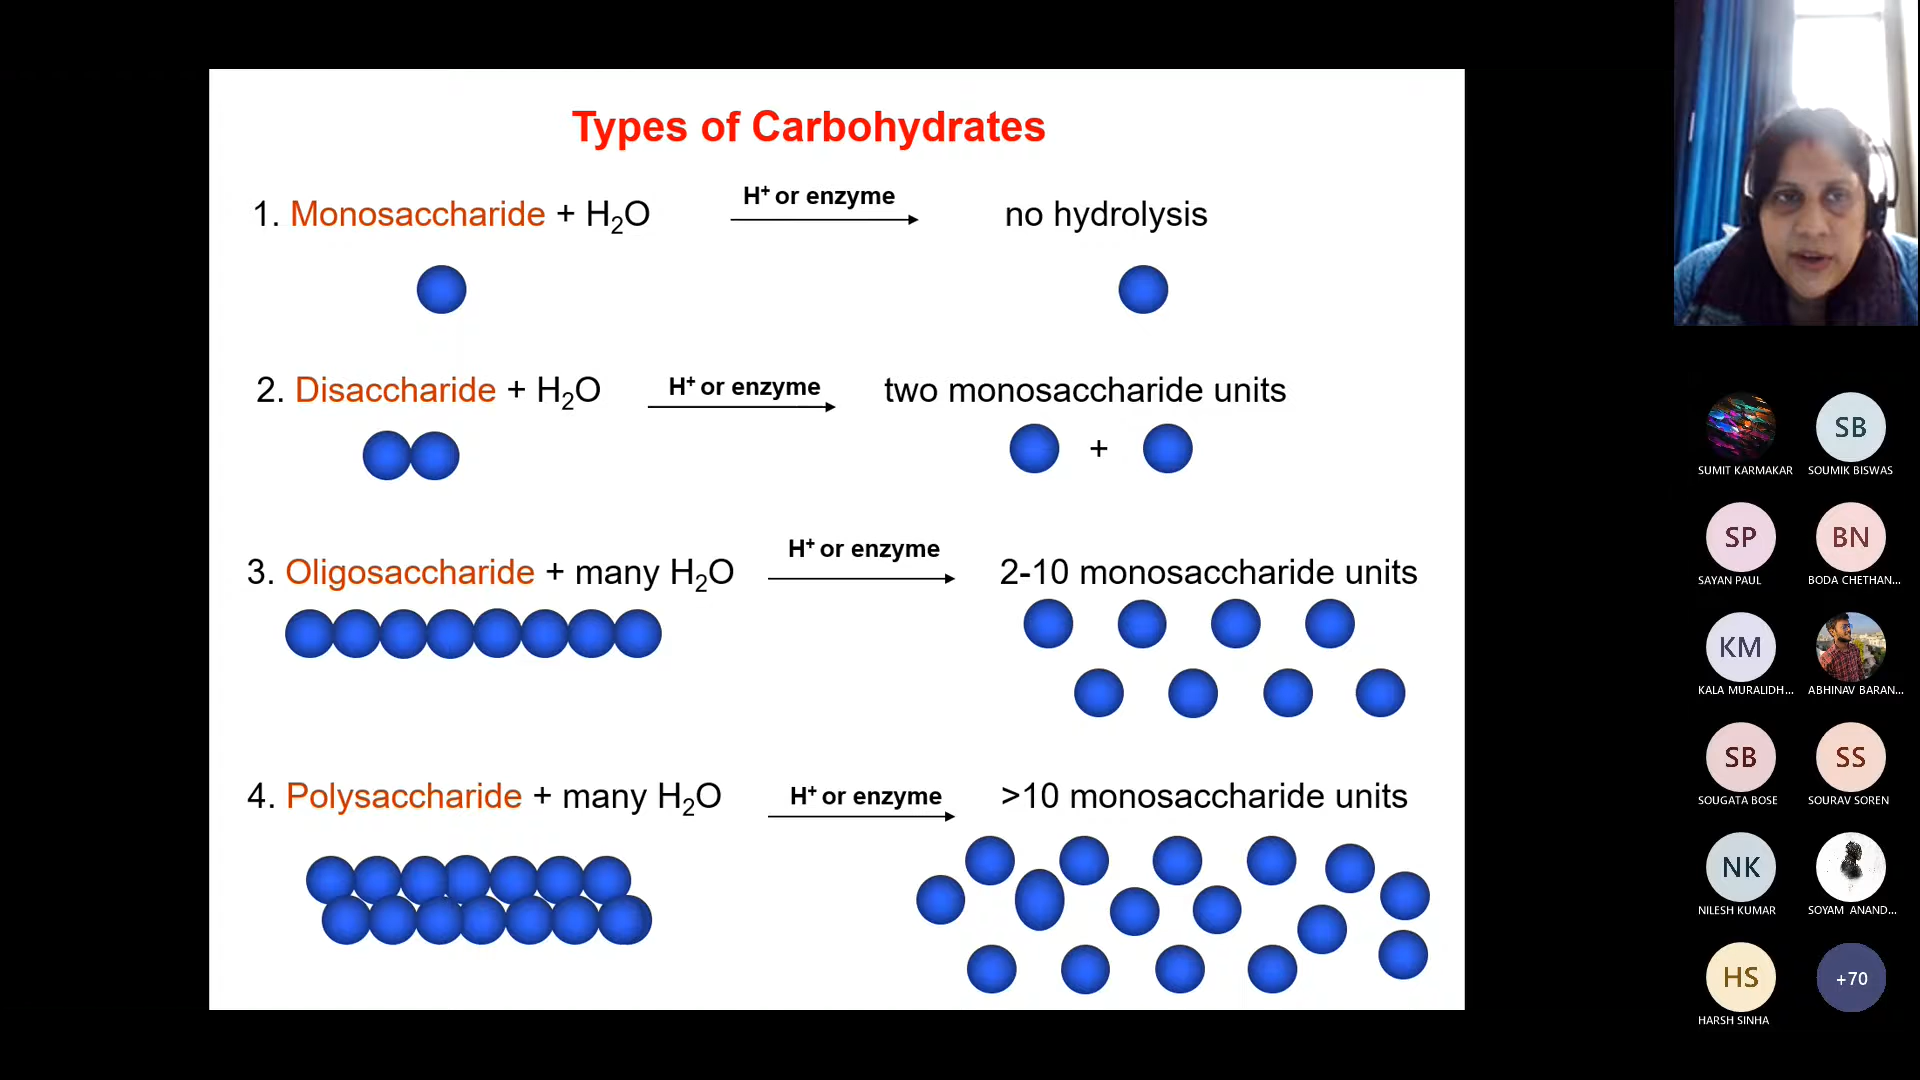 Types of Carbohydrates
1. Monosaccharide + H₂O H⁺ or enzyme no hydrolysis
2. Disaccharide + H₂O H⁺ or enzyme two monosaccharide units
+
3. Oligosaccharide + many H₂O H⁺ or enzyme 2-10 monosaccharide units
4. Polysaccharide + many H₂O H⁺ or enzyme >10 monosaccharide units
SB
SUMIT KARMAKAR SOUMIK BISWAS
SP BN
SAYAN PAUL BODA CHETHAN...
KM
KALA MURALIDH... ABHINAV BARAN...
SB SS
SOUGATA BOSE SOURAV SOREN
NK
NILESH KUMAR SOYAM ANAND...
HS +70
HARSH SINHA